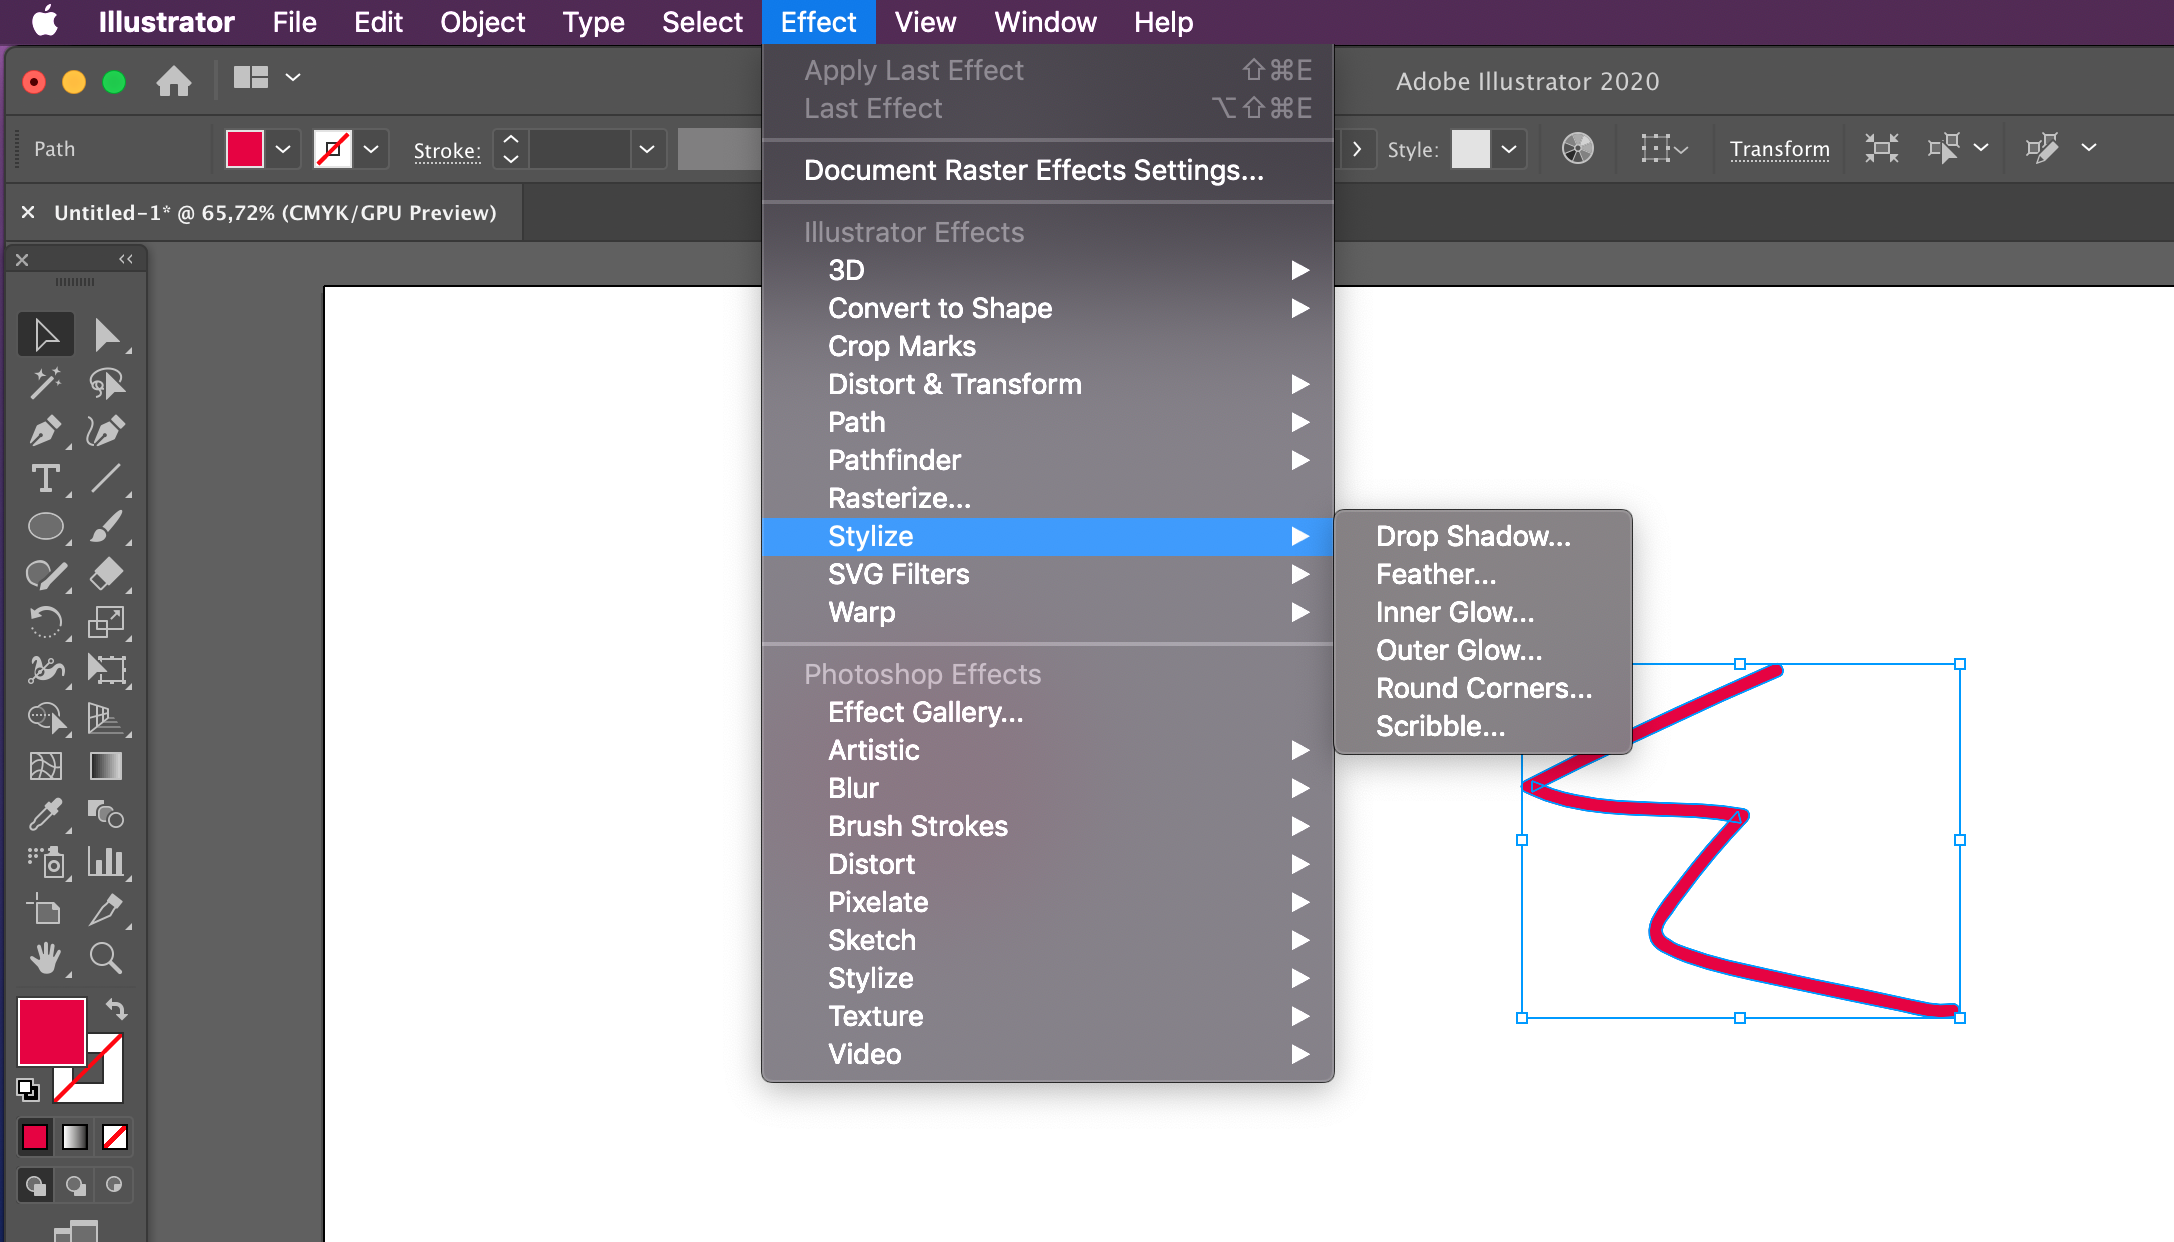 Illustrator File Edit Object Type Select Effect View Window Help
Adobe Illustrator 2020
Path
Stroke:
Style:
Transform
Untitled-1* @ 65,72% (CMYK/GPU Preview)
Apply Last Effect ⇧⌘E
Last Effect ⌥⇧⌘E
Document Raster Effects Settings...
Illustrator Effects
3D
Convert to Shape
Crop Marks
Distort & Transform
Path
Pathfinder
Rasterize...
Stylize
SVG Filters
Warp
Drop Shadow...
Feather...
Inner Glow...
Outer Glow...
Round Corners...
Scribble...
Photoshop Effects
Effect Gallery...
Artistic
Blur
Brush Strokes
Distort
Pixelate
Sketch
Stylize
Texture
Video